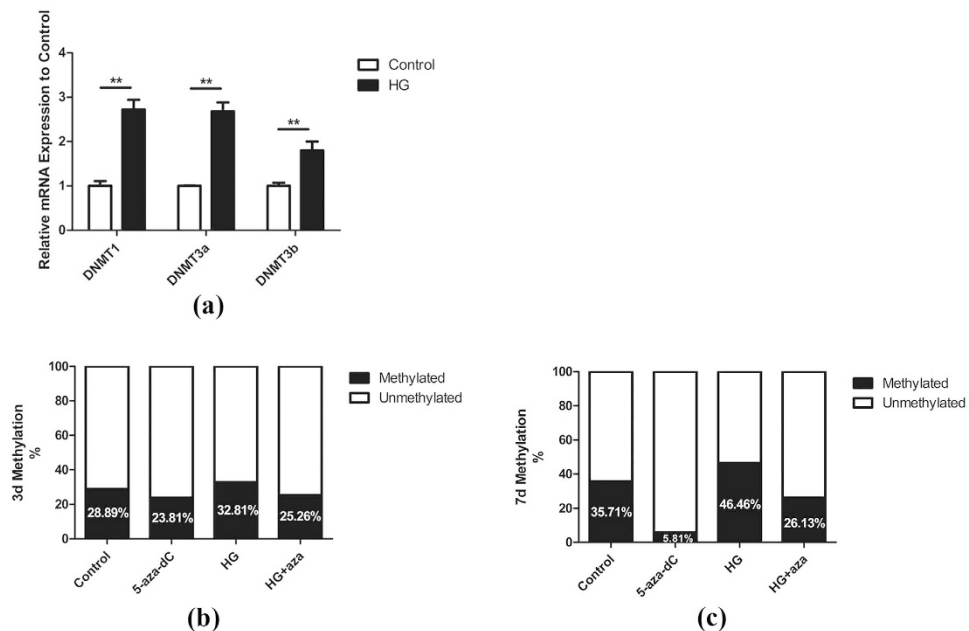 Relative mRNA Expression to Control
4
3
2
1
0
**
**
**
Control
HG
DNMT1
DNMT3a
DNMT3b
(a)
3d Methylation
%
100
80
60
40
20
0
28.89%
23.81%
32.81%
25.26%
Methylated
Unmethylated
Control
5-aza-dC
HG
HG+aza
(b)
7d Methylation
%
100
80
60
40
20
0
35.71%
5.81%
46.46%
26.13%
Methylated
Unmethylated
Control
5-aza-dC
HG
HG+aza
(c)